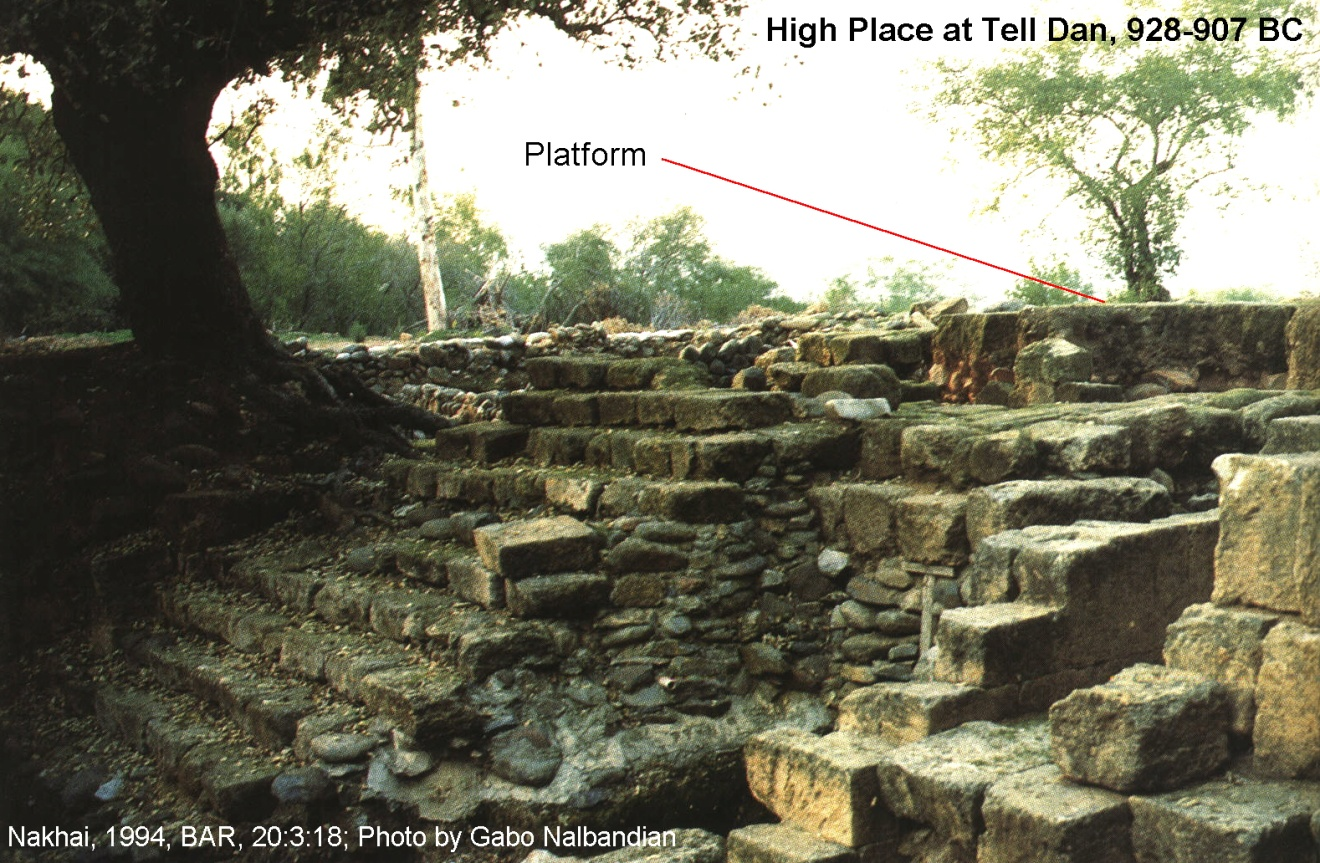 High Place at Tell Dan, 928-907 BC
Platform
Nakhai, 1994, BAR, 20:3:18; Photo by Gabo Nalbandian